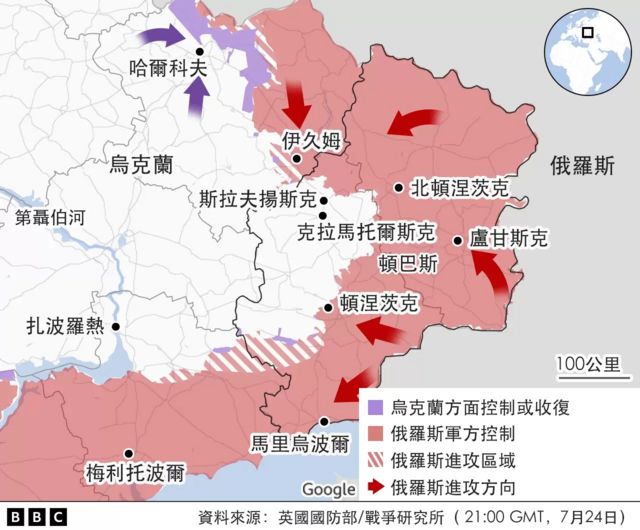 哈爾科夫
伊久姆
烏克蘭
俄羅斯
北頓涅茨克
斯拉夫揚斯克
第聶伯河
克拉馬托爾斯克
盧甘斯克
頓巴斯
頓涅茨克
扎波羅熱
100公里
烏克蘭方面控制或收復
俄羅斯軍方控制
馬里烏波爾
俄羅斯進攻區域
梅利托波爾
Google
俄羅斯進攻方向
BBC
資料來源：英國國防部/戰爭研究所（21:00 GMT，7月24日）